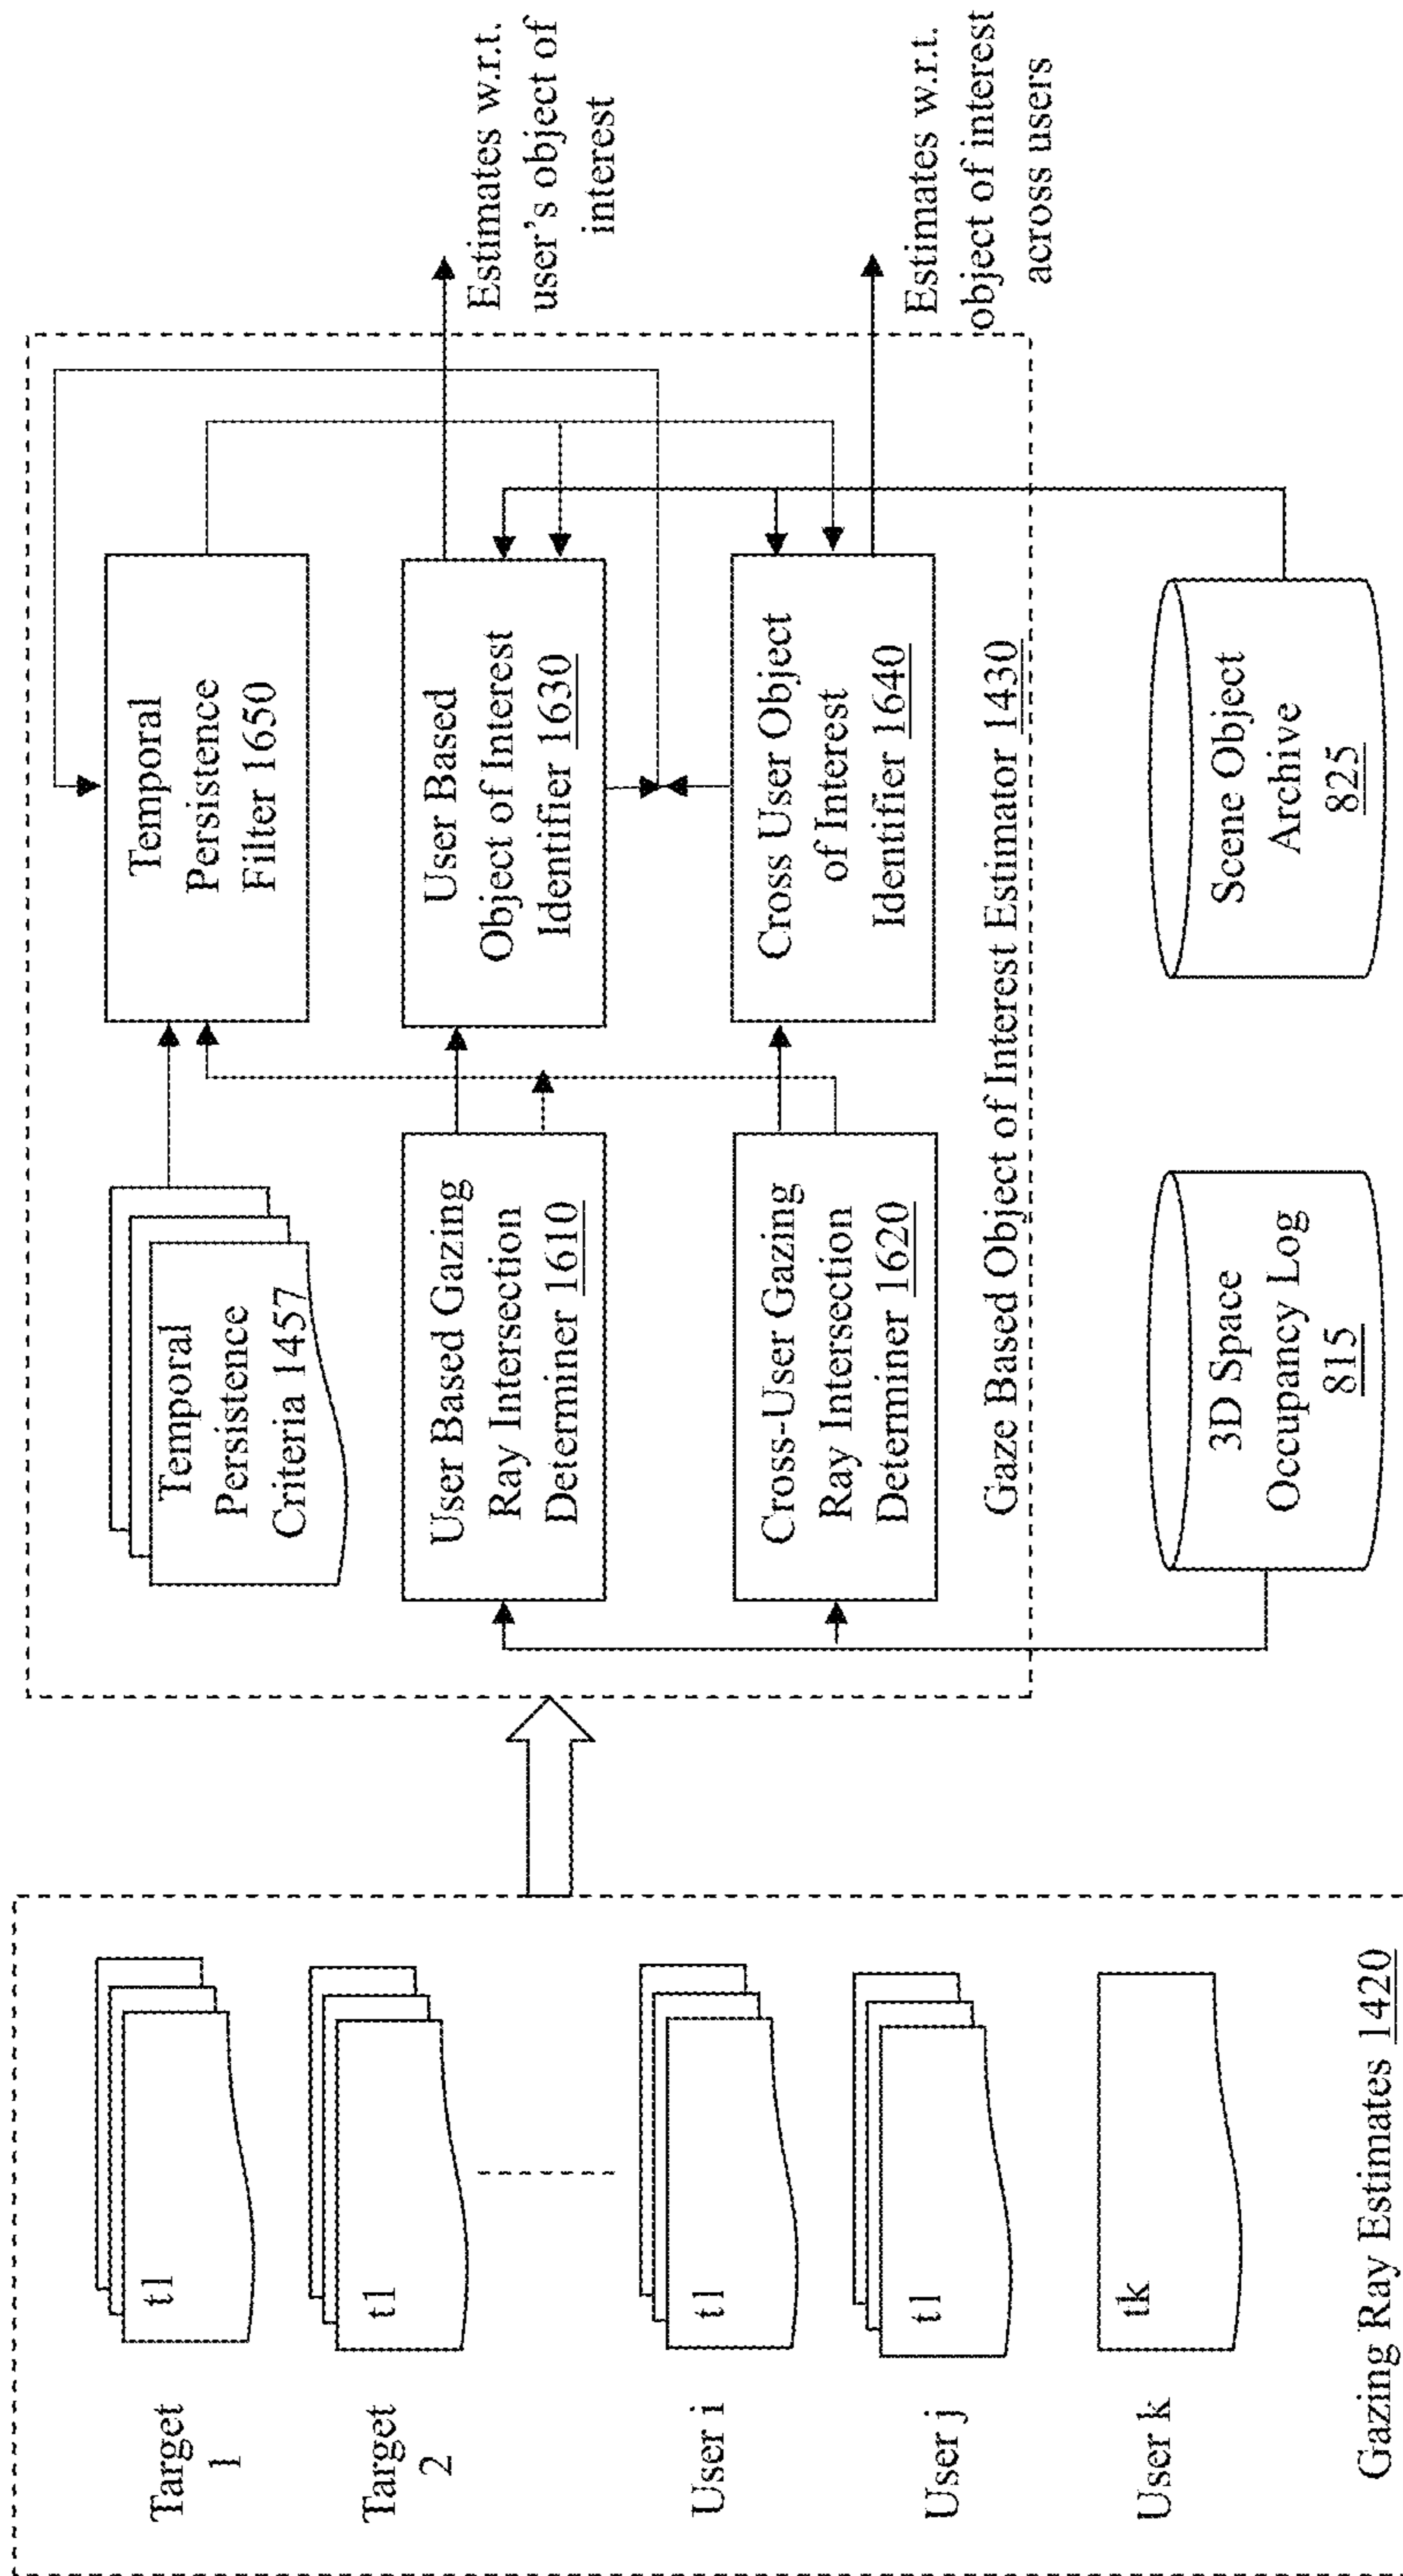 Target
1
t1
Target
2
t1
User i
t1
User j
t1
User k
tk
Gazing Ray Estimates 1420
Temporal
Persistence
Criteria 1457
Temporal
Persistence
Filter 1650
User Based Gazing
Ray Intersection
Determiner 1610
User Based
Object of Interest
Identifier 1630
Cross-User Gazing
Ray Intersection
Determiner 1620
Cross User Object
of Interest
Identifier 1640
Gaze Based Object of Interest Estimator 1430
3D Space
Occupancy Log
815
Scene Object
Archive
825
Estimates w.r.t.
user's object of
interest
Estimates w.r.t.
object of interest
across users